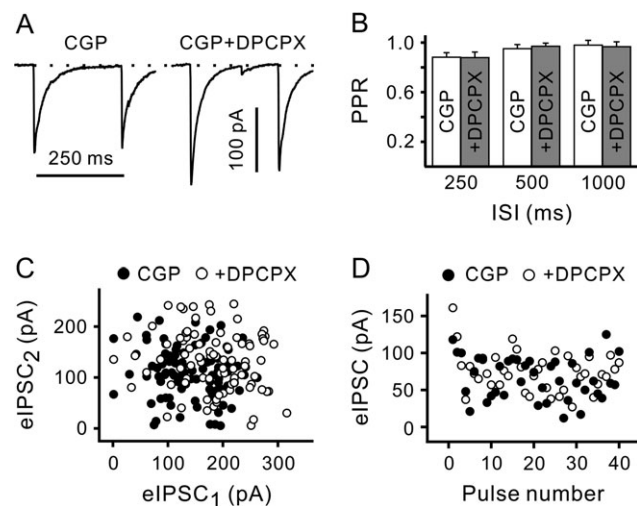 A
CGP
CGP+DPCPX
250 ms
100 pA
B
PPR
1.0
0.6
0.2
CGP
+DPCPX
CGP
+DPCPX
CGP
+DPCPX
250
500
1000
ISI (ms)
C
CGP
+DPCPX
eIPSC2 (pA)
200
100
0
0
100
200
300
eIPSC1 (pA)
D
CGP
+DPCPX
eIPSC (pA)
150
100
50
0
0
10
20
30
40
Pulse number